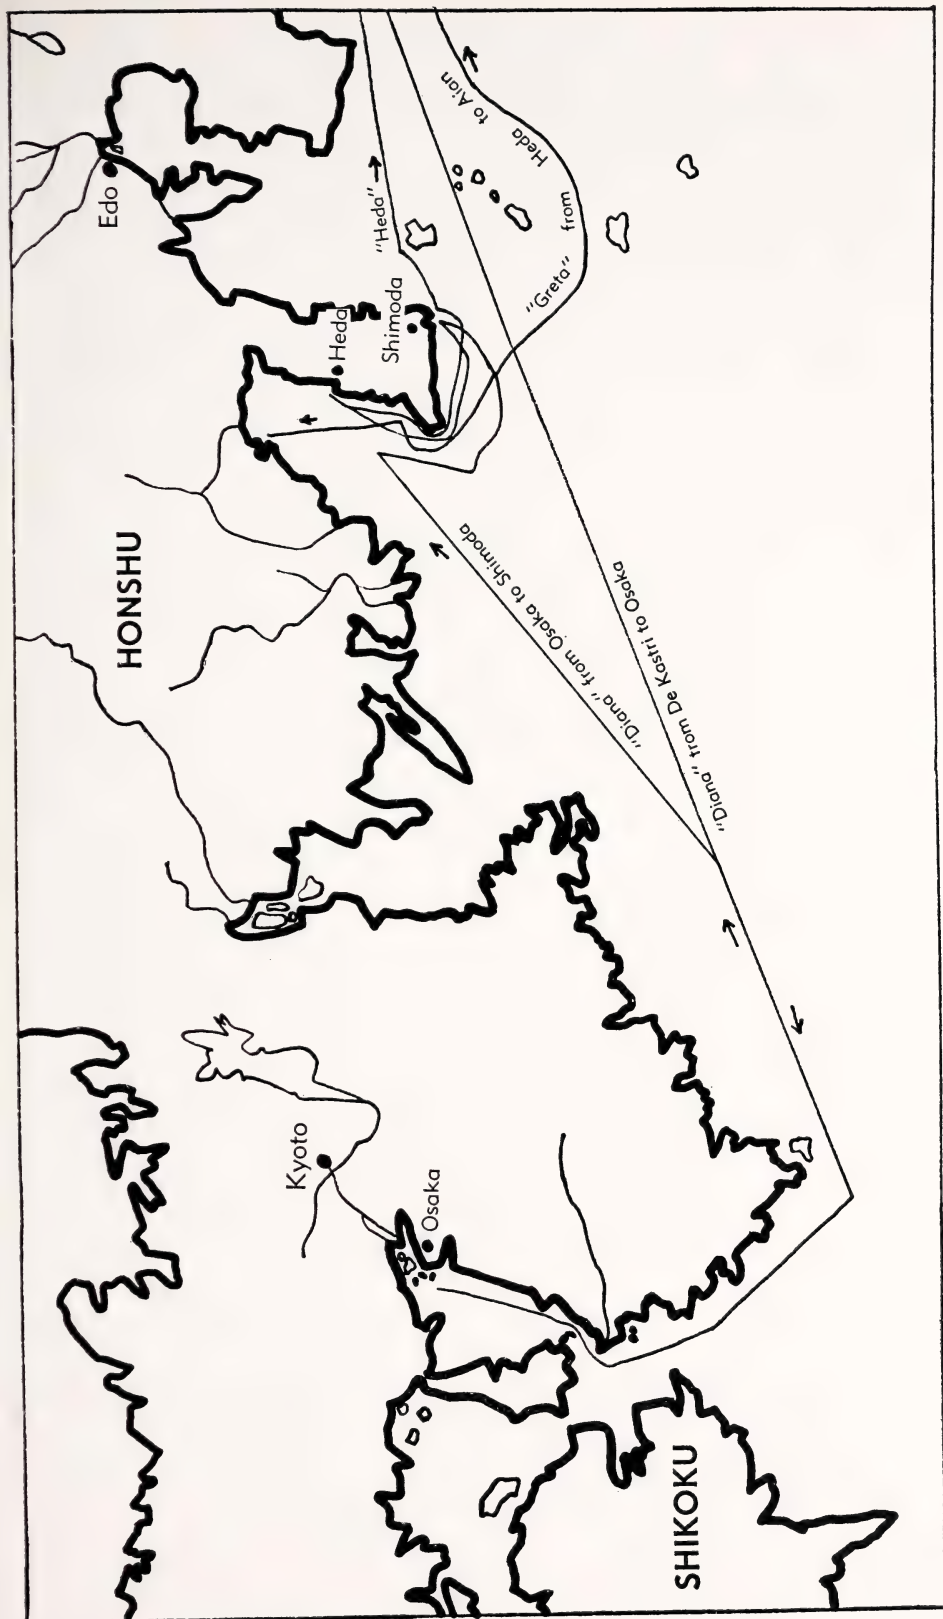 HONSHU
Edo
Heda
Shimoda
"Heda"
"Greta" from Heda to Aian
"Diana" from Osaka to Shimoda
"Diana" from De Kastri to Osaka
Kyoto
Osaka
SHIKOKU